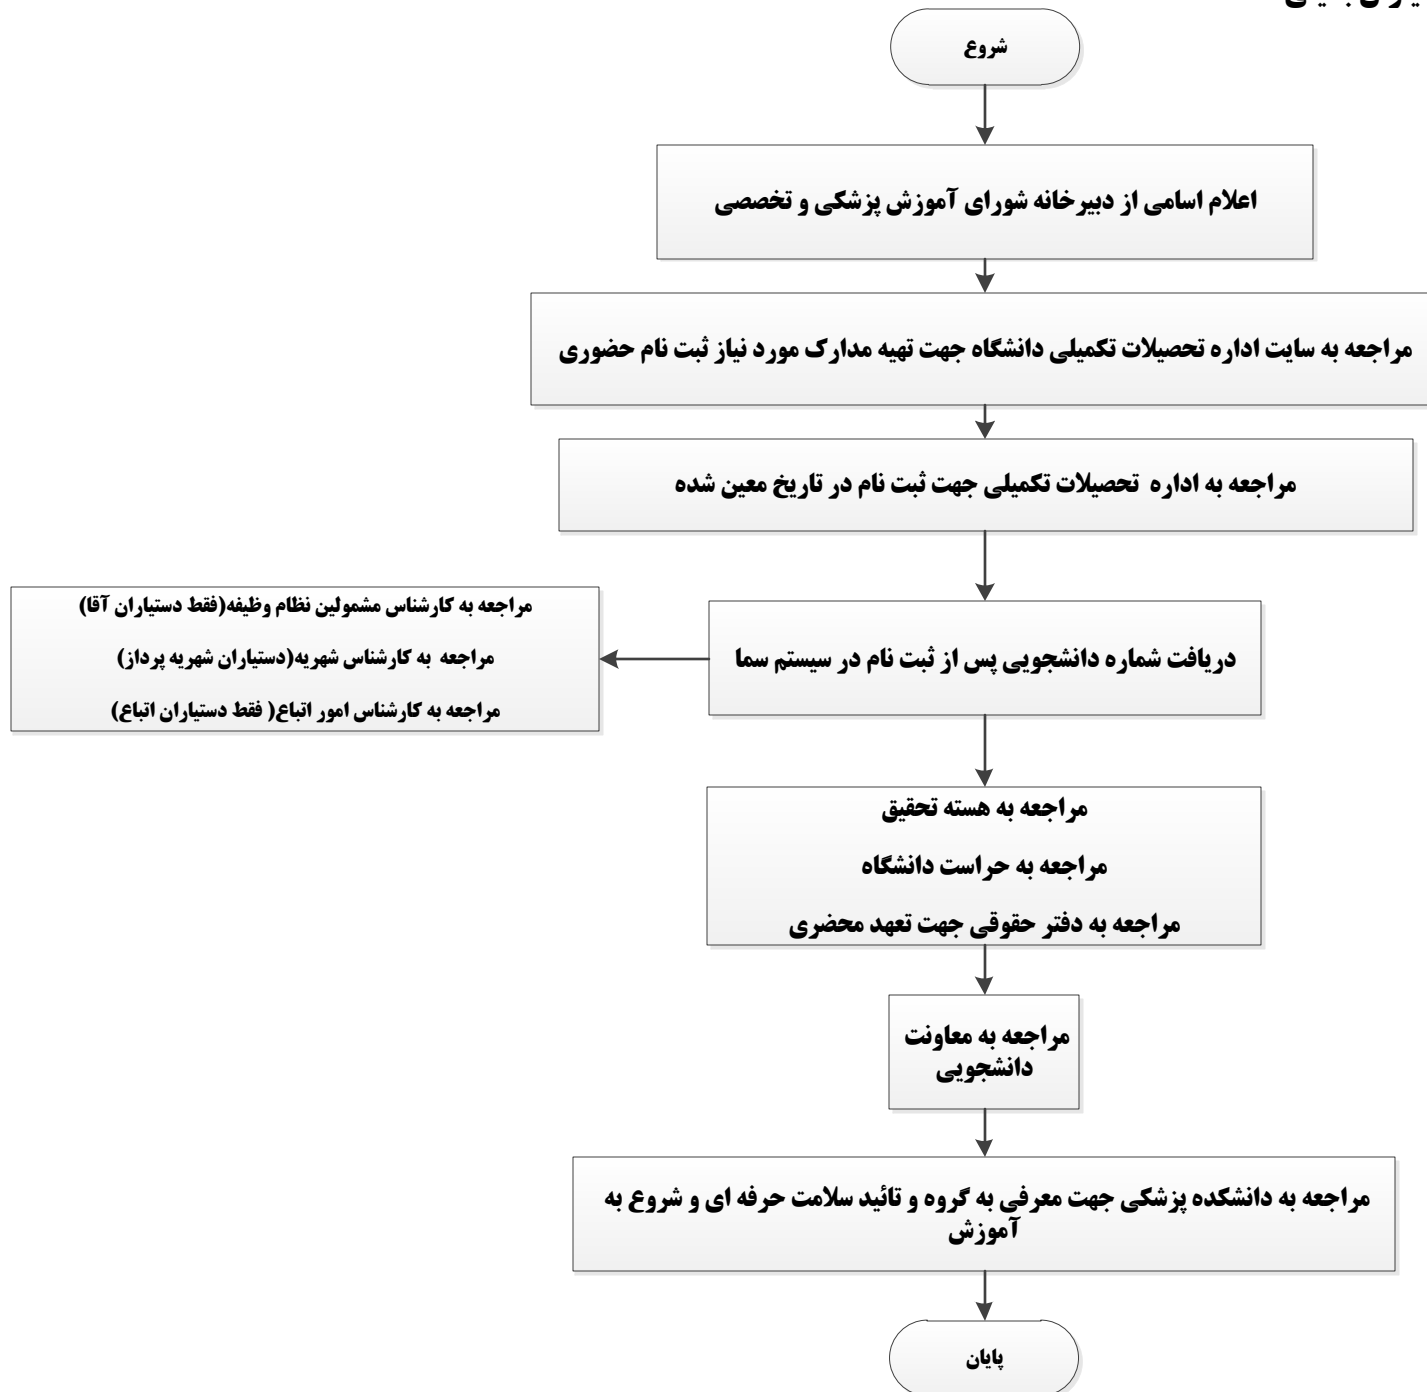 شروع
اعلام اسامی از دبیرخانه شورای آموزش پزشکی و تخصصی
مراجعه به سایت اداره تحصیلات تکمیلی دانشگاه جهت تهیه مدارک مورد نیاز ثبت نام حضوری
مراجعه به اداره تحصیلات تکمیلی جهت ثبت نام در تاریخ معین شده
دریافت شماره دانشجویی پس از ثبت نام در سیستم سما
مراجعه به کارشناس مشمولین نظام وظیفه(فقط دستیاران آقا)
مراجعه به کارشناس شهریه(دستیاران شهریه پرداز)
مراجعه به کارشناس امور اتباع( فقط دستیاران اتباع)
مراجعه به هسته تحقیق
مراجعه به حراست دانشگاه
مراجعه به دفتر حقوقی جهت تعهد محضری
مراجعه به معاونت
دانشجویی
مراجعه به دانشکده پزشکی جهت معرفی به گروه و تائید سلامت حرفه ای و شروع به
آموزش
پایان